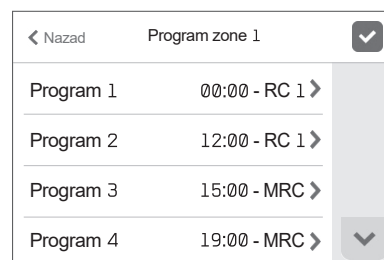 Nazad Program zone 1
Program 1 00:00 - RC 1
Program 2 12:00 - RC 1
Program 3 15:00 - MRC
Program 4 19:00 - MRC